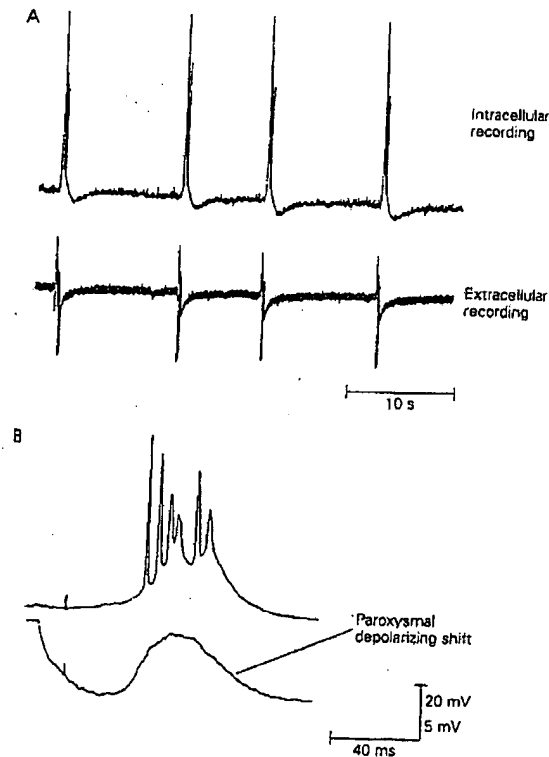 A
Intracellular
recording
Extracellular
recording
10 s
B
Paroxysmal
depolarizing shift
20 mV
5 mV
40 ms